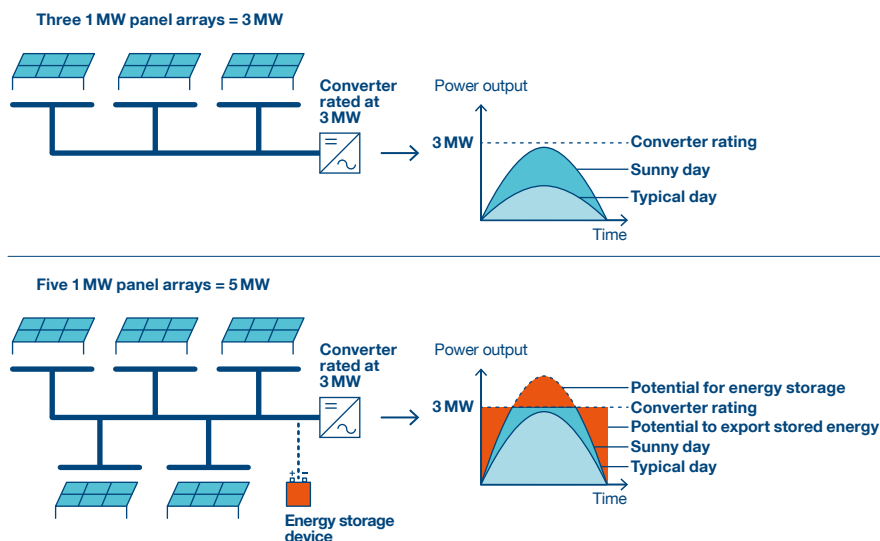 Three 1 MW panel arrays = 3 MW
Converter
rated at
3 MW
Power output
3 MW
Converter rating
Sunny day
Typical day
Time
Five 1 MW panel arrays = 5 MW
Converter
rated at
3 MW
Power output
Potential for energy storage
3 MW
Converter rating
Potential to export stored energy
Sunny day
Typical day
Time
+ −
Energy storage
device